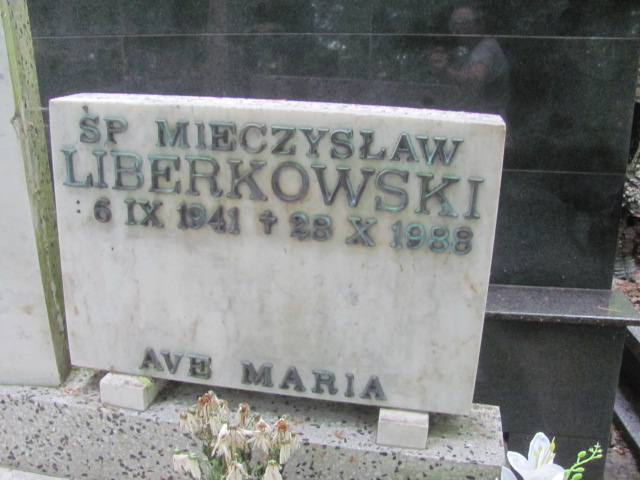 ŚP MIECZYSŁAW
LIBERKOWSKI
6 IX 1941 ✝ 28 X 1988
AVE MARIA